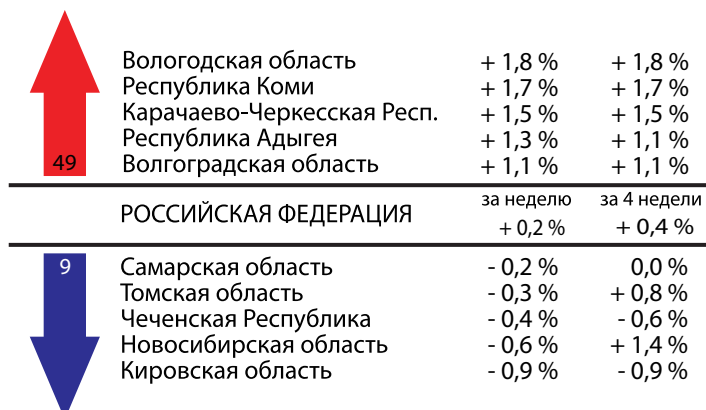 Вологодская область + 1,8 % + 1,8 %
Республика Коми + 1,7 % + 1,7 %
Карачаево-Черкесская Респ. + 1,5 % + 1,5 %
Республика Адыгея + 1,3 % + 1,1 %
49 Волгоградская область + 1,1 % + 1,1 %
РОССИЙСКАЯ ФЕДЕРАЦИЯ за неделю за 4 недели
+ 0,2 % + 0,4 %
9 Самарская область - 0,2 % 0,0 %
Томская область - 0,3 % + 0,8 %
Чеченская Республика - 0,4 % - 0,6 %
Новосибирская область - 0,6 % + 1,4 %
Кировская область - 0,9 % - 0,9 %